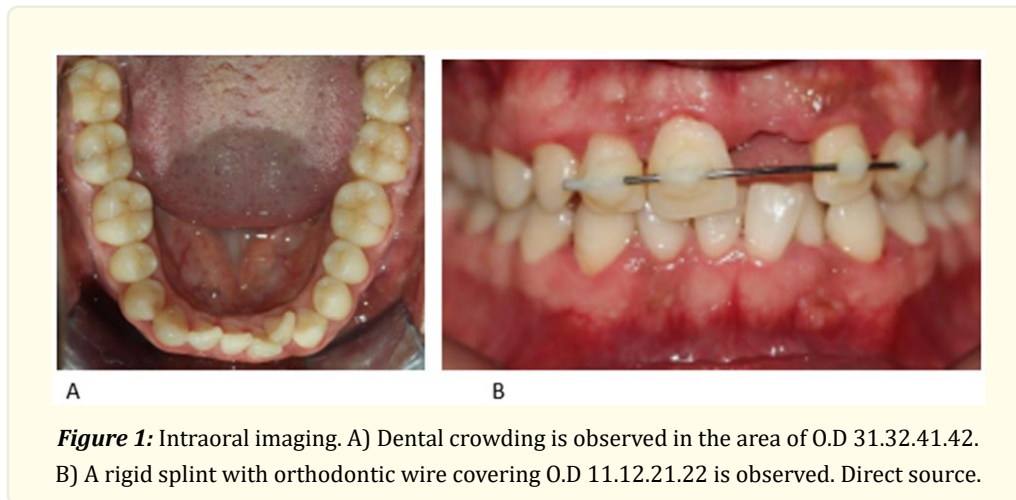 A
B
Figure 1: Intraoral imaging. A) Dental crowding is observed in the area of O.D 31.32.41.42.
B) A rigid splint with orthodontic wire covering O.D 11.12.21.22 is observed. Direct source.